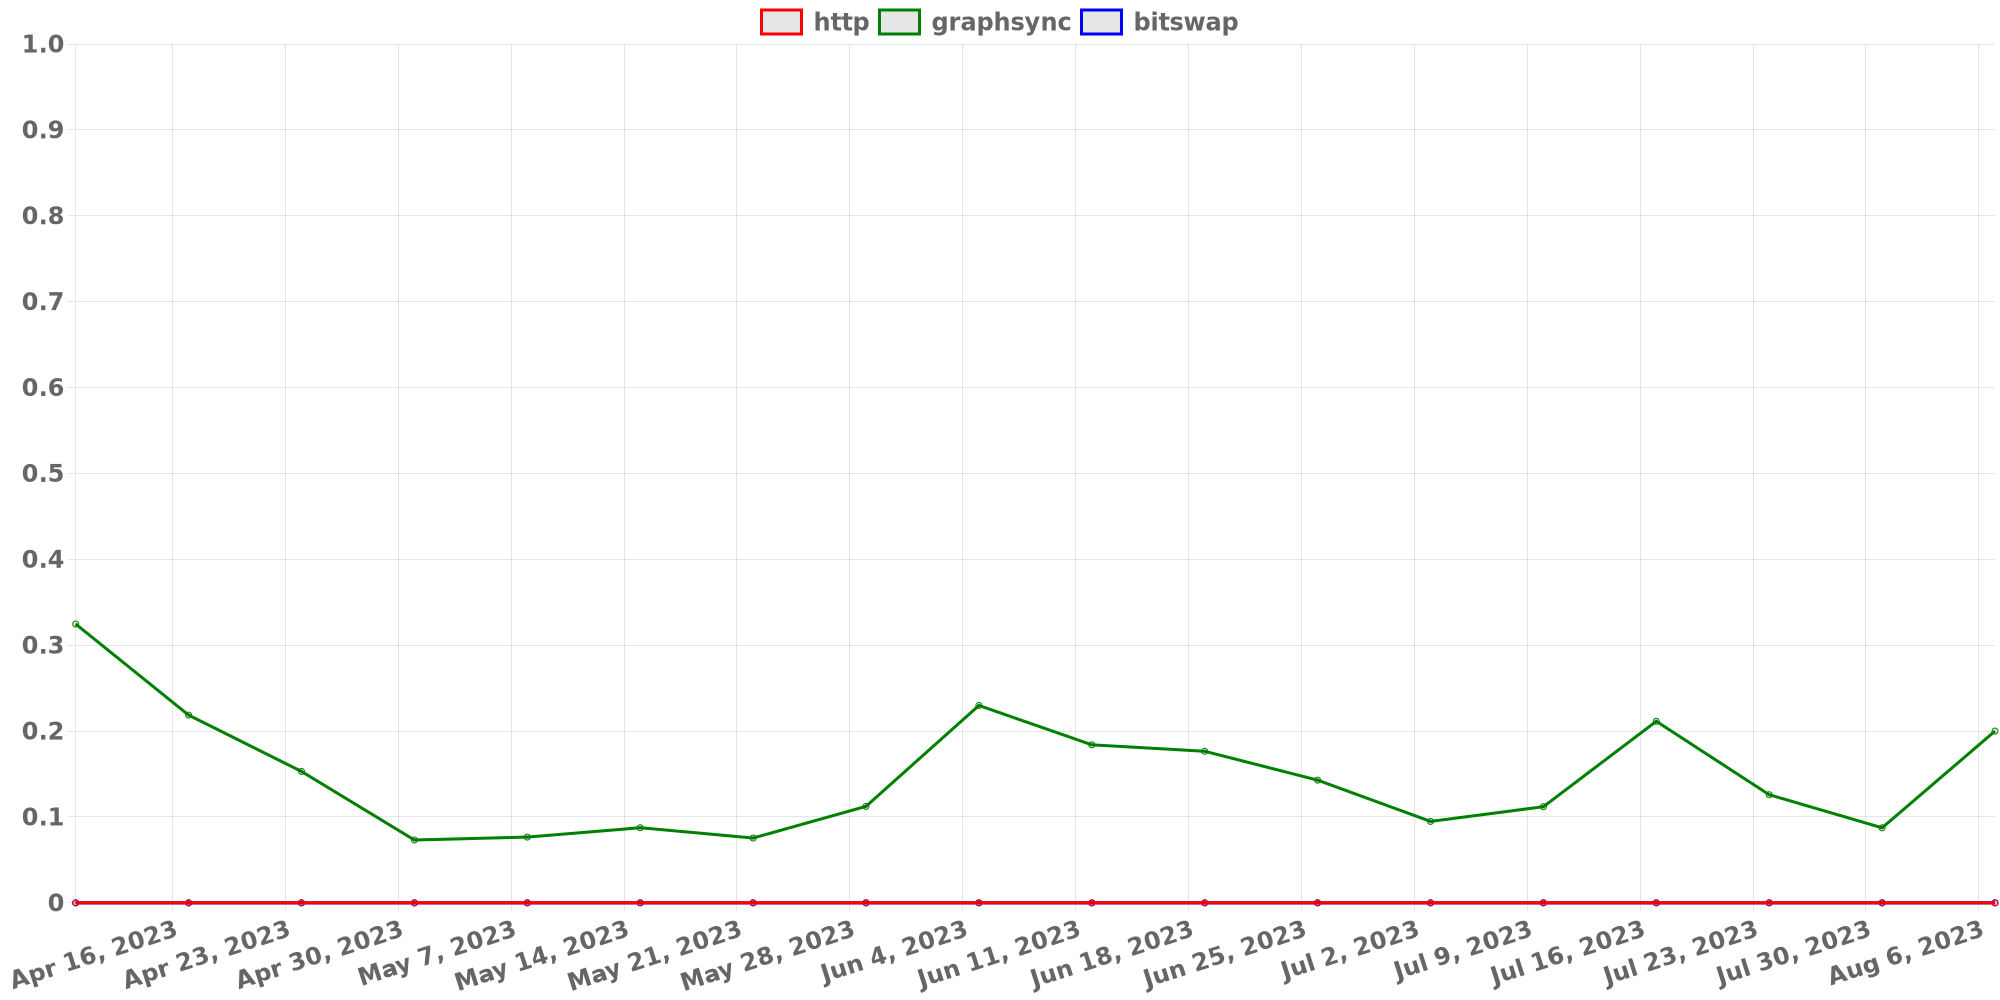 http graphsync bitswap
1.0
0.9
0.8
0.7
0.6
0.5
0.4
0.3
0.2
0.1
0
Apr 16, 2023
Apr 23, 2023
Apr 30, 2023
May 7, 2023
May 14, 2023
May 21, 2023
May 28, 2023
Jun 4, 2023
Jun 11, 2023
Jun 18, 2023
Jun 25, 2023
Jul 2, 2023
Jul 9, 2023
Jul 16, 2023
Jul 23, 2023
Jul 30, 2023
Aug 6, 2023